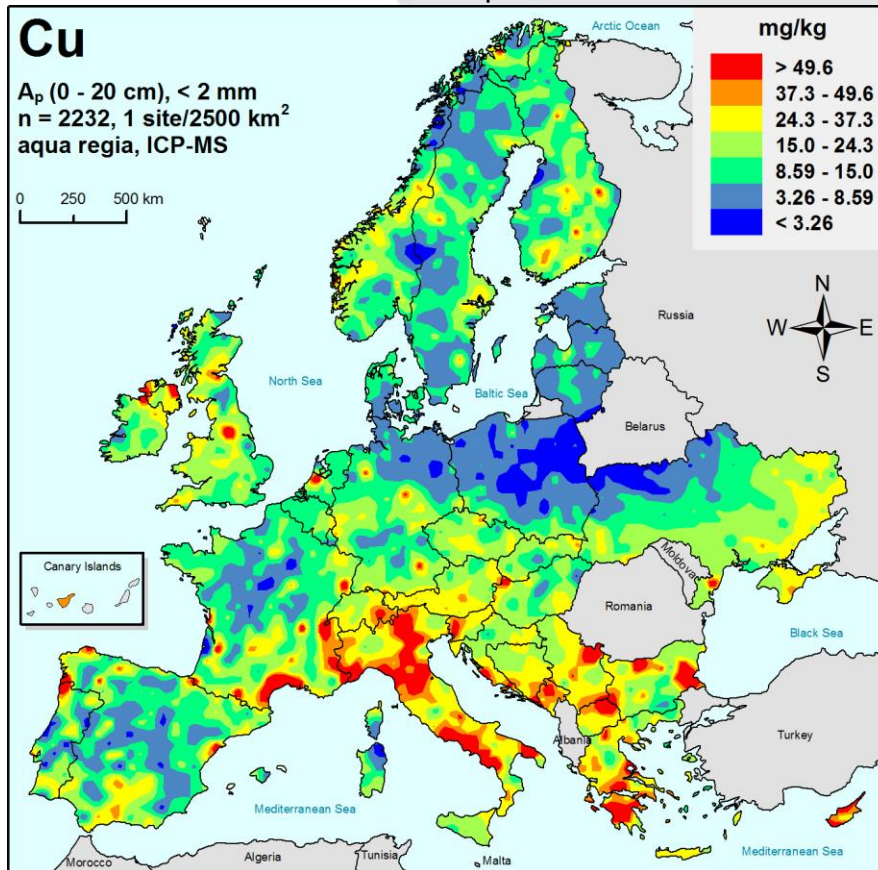 Cu
Aₚ (0 - 20 cm), < 2 mm
n = 2232, 1 site/2500 km²
aqua regia, ICP-MS
0 250 500 km
Arctic Ocean
mg/kg
> 49.6
37.3 - 49.6
24.3 - 37.3
15.0 - 24.3
8.59 - 15.0
3.26 - 8.59
< 3.26
N
W E
S
Russia
North Sea
Baltic Sea
Belarus
Canary Islands
Moldova
Romania
Black Sea
Albania
Turkey
Mediterranean Sea
Mediterranean Sea
Morocco
Algeria
Tunisia
Malta